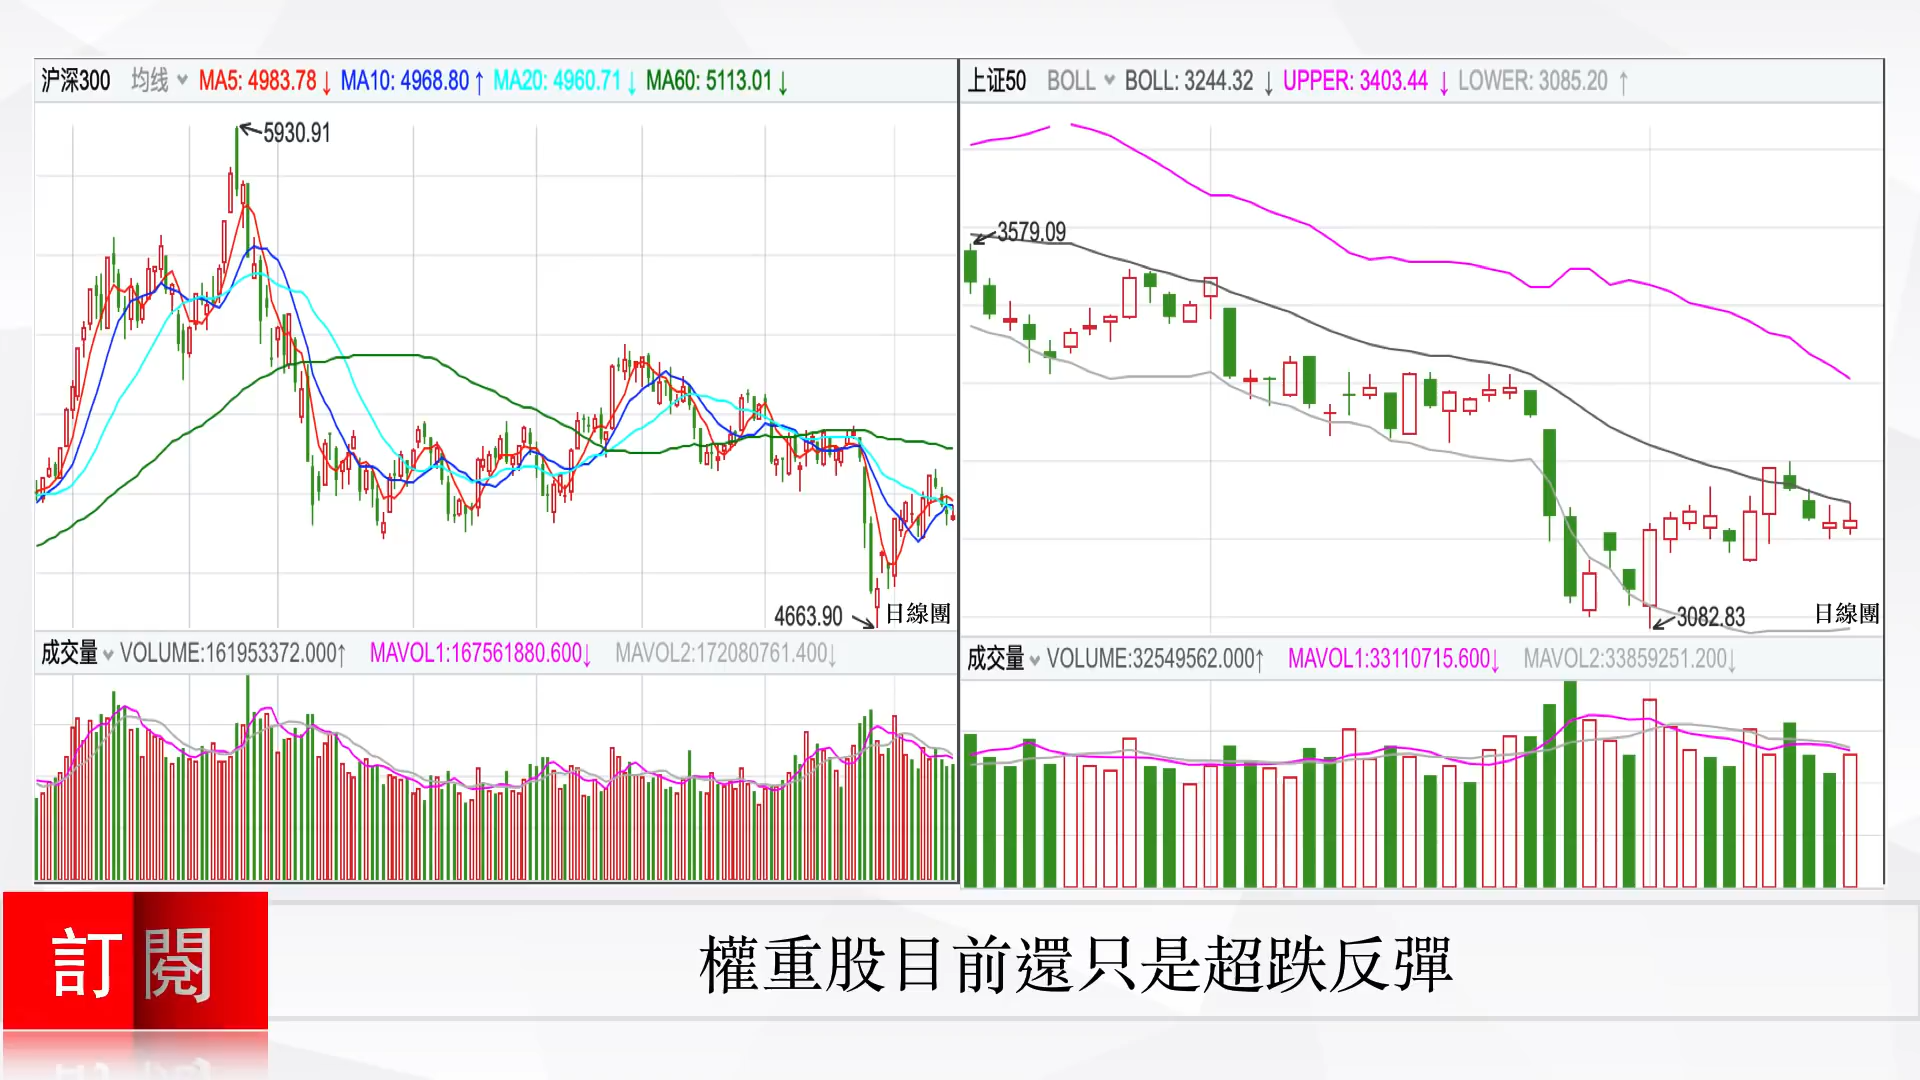 沪深300 均线 MA5: 4983.78↓ MA10: 4968.80↑ MA20: 4960.71↓ MA60: 5113.01↓
5930.91
4663.90
日線圖
成交量 VOLUME:161953372.000↑ MAVOL1:167561880.600↓ MAVOL2:172080761.400↓
上证50 BOLL BOLL: 3244.32 ↓ UPPER: 3403.44 ↓ LOWER: 3085.20 ↑
3579.09
3082.83
日線圖
成交量 VOLUME:32549562.000↑ MAVOL1:33110715.600↓ MAVOL2:33859251.200↓
訂閱
權重股目前還只是超跌反彈